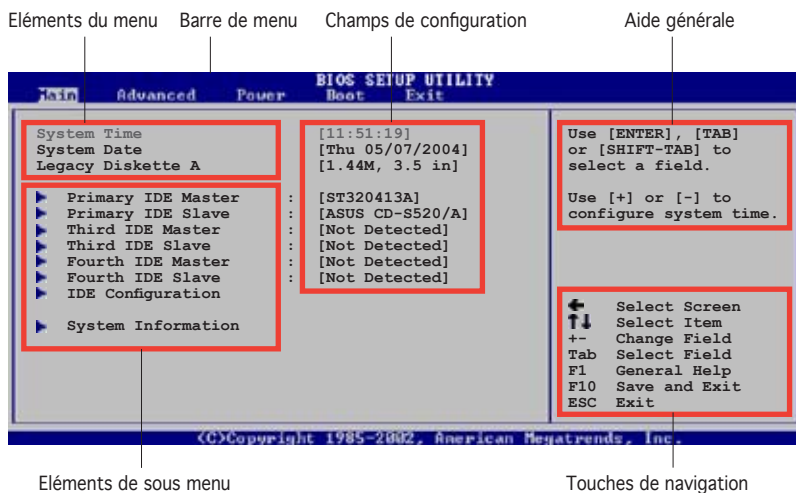 Eléments du menu Barre de menu Champs de configuration Aide générale
BIOS SETUP UTILITY
Main Advanced Power Boot Exit
System Time [11:51:19]
System Date [Thu 05/07/2004]
Legacy Diskette A [1.44M, 3.5 in]
Primary IDE Master : [ST320413A]
Primary IDE Slave : [ASUS CD-S520/A]
Third IDE Master : [Not Detected]
Third IDE Slave : [Not Detected]
Fourth IDE Master : [Not Detected]
Fourth IDE Slave : [Not Detected]
IDE Configuration
System Information
Use [ENTER], [TAB]
or [SHIFT-TAB] to
select a field.
Use [+] or [-] to
configure system time.
← Select Screen
↑↓ Select Item
+- Change Field
Tab Select Field
F1 General Help
F10 Save and Exit
ESC Exit
(C)Copyright 1985-2002, American Megatrends, Inc.
Eléments de sous menu Touches de navigation